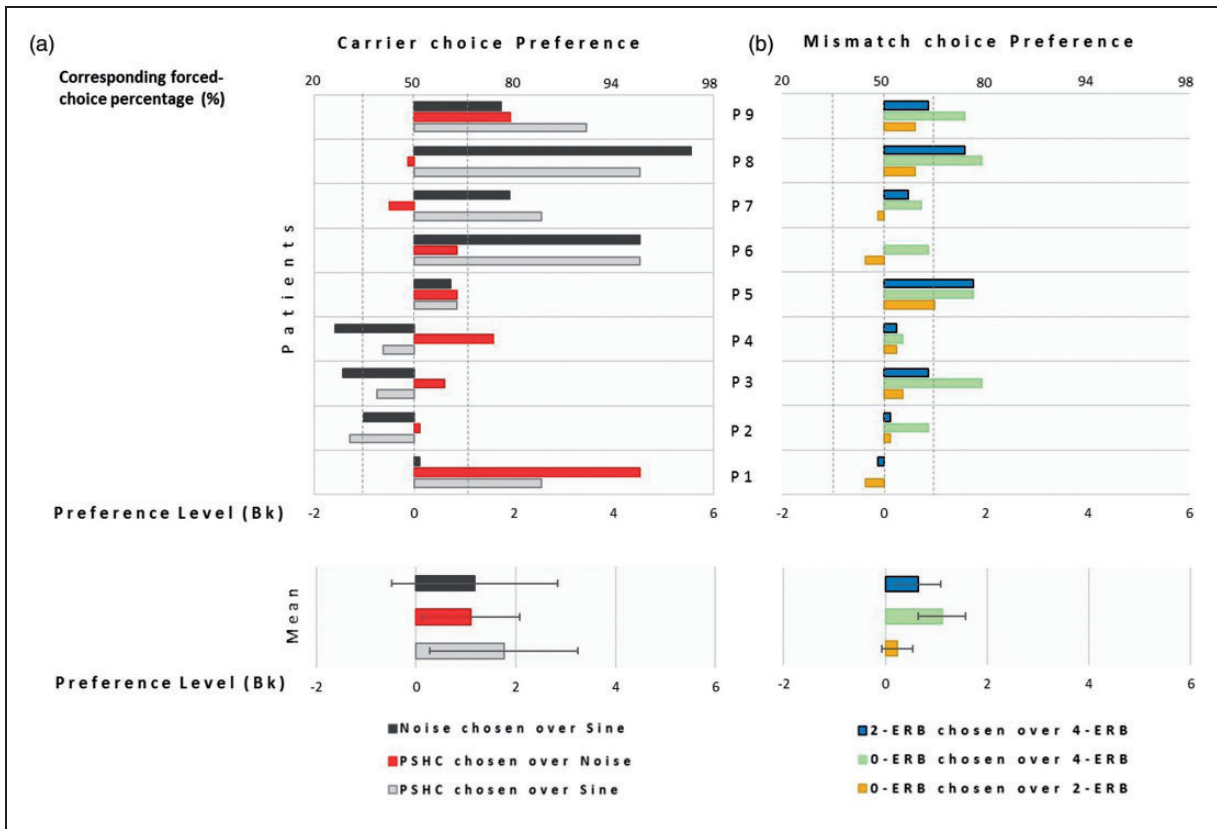 (a) Carrier choice Preference
(b) Mismatch choice Preference
Corresponding forced-
choice percentage (%)
20 50 80 94 98
20 50 80 94 98
Patients
P 9
P 8
P 7
P 6
P 5
P 4
P 3
P 2
P 1
Preference Level (Bk)
-2 0 2 4 6
-2 0 2 4 6
Mean
Preference Level (Bk)
-2 0 2 4 6
-2 0 2 4 6
Noise chosen over Sine
PSHC chosen over Noise
PSHC chosen over Sine
2-ERB chosen over 4-ERB
0-ERB chosen over 4-ERB
0-ERB chosen over 2-ERB